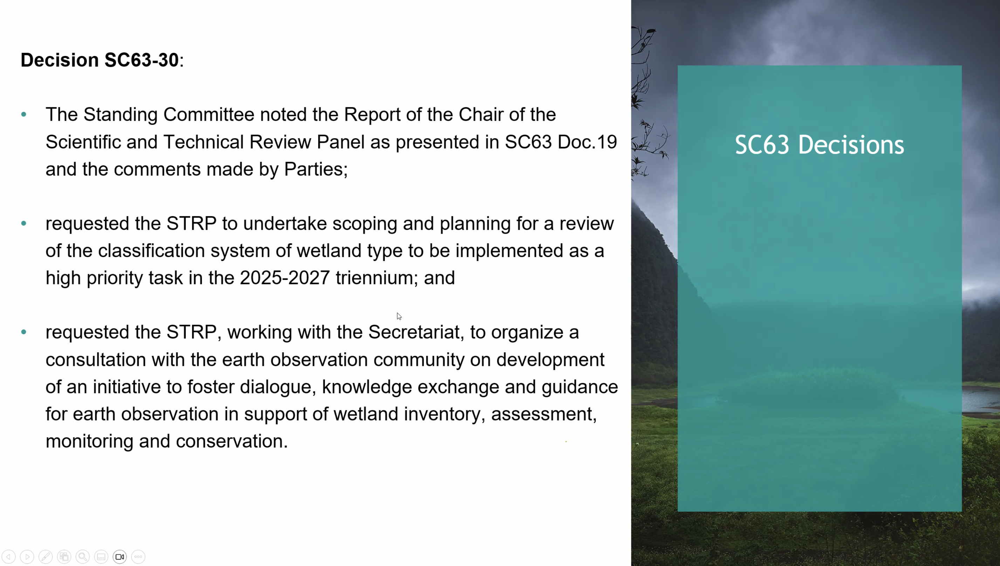 Decision SC63-30:
• The Standing Committee noted the Report of the Chair of the
Scientific and Technical Review Panel as presented in SC63 Doc.19
and the comments made by Parties;
• requested the STRP to undertake scoping and planning for a review
of the classification system of wetland type to be implemented as a
high priority task in the 2025-2027 triennium; and
• requested the STRP, working with the Secretariat, to organize a
consultation with the earth observation community on development
of an initiative to foster dialogue, knowledge exchange and guidance
for earth observation in support of wetland inventory, assessment,
monitoring and conservation.
SC63 Decisions